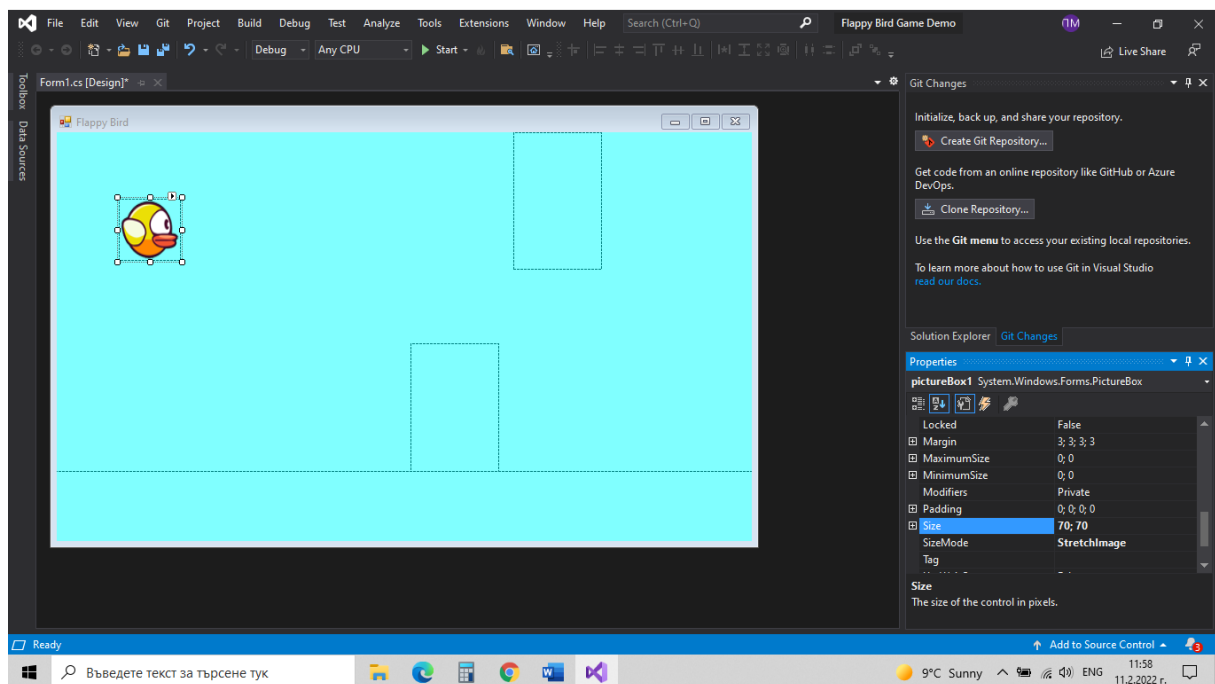 File Edit View Git Project Build Debug Test Analyze Tools Extensions Window Help Search (Ctrl+Q) Flappy Bird Game Demo ПМ
Debug Any CPU Start Live Share
Toolbox
Data Sources
Form1.cs [Design]*
Flappy Bird
Git Changes
Initialize, back up, and share your repository.
Create Git Repository...
Get code from an online repository like GitHub or Azure
DevOps.
Clone Repository...
Use the Git menu to access your existing local repositories.
To learn more about how to use Git in Visual Studio
read our docs.
Solution Explorer Git Changes
Properties
pictureBox1 System.Windows.Forms.PictureBox
Locked False
Margin 3; 3; 3; 3
MaximumSize 0; 0
MinimumSize 0; 0
Modifiers Private
Padding 0; 0; 0; 0
Size 70; 70
SizeMode StretchImage
Tag
Size
The size of the control in pixels.
Ready Add to Source Control 3
Въведете текст за търсене тук 9°C Sunny ENG 11:58
11.2.2022 г.